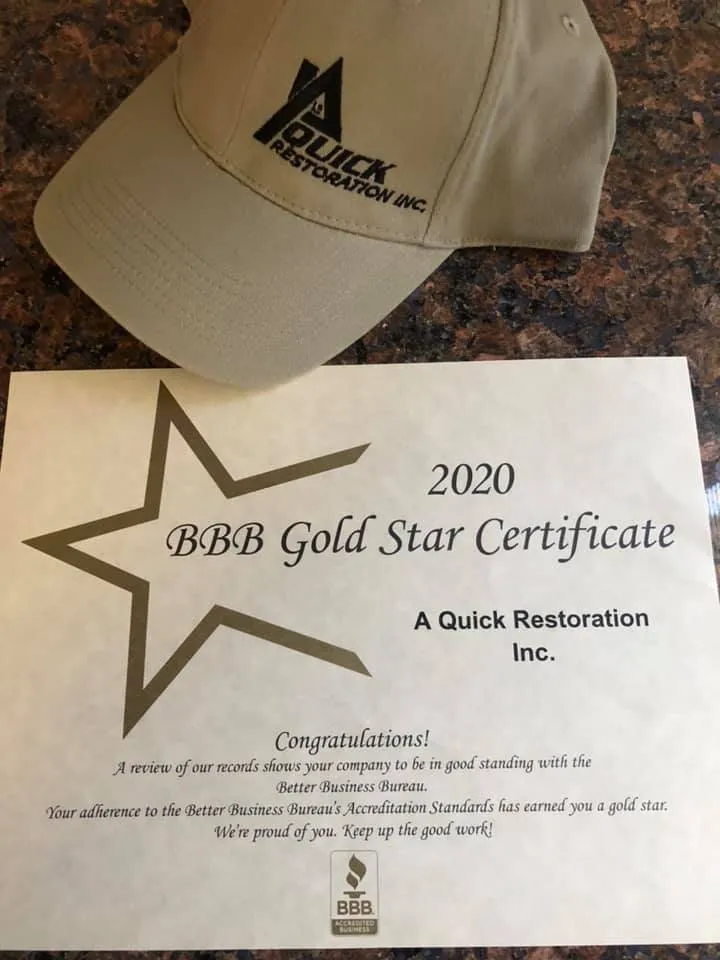 A
QUICK
RESTORATION INC.
2020
BBB Gold Star Certificate
A Quick Restoration
Inc.
Congratulations!
A review of our records shows your company to be in good standing with the
Better Business Bureau.
Your adherence to the Better Business Bureau's Accreditation Standards has earned you a gold star.
We're proud of you. Keep up the good work!
BBB
ACCREDITED
BUSINESS